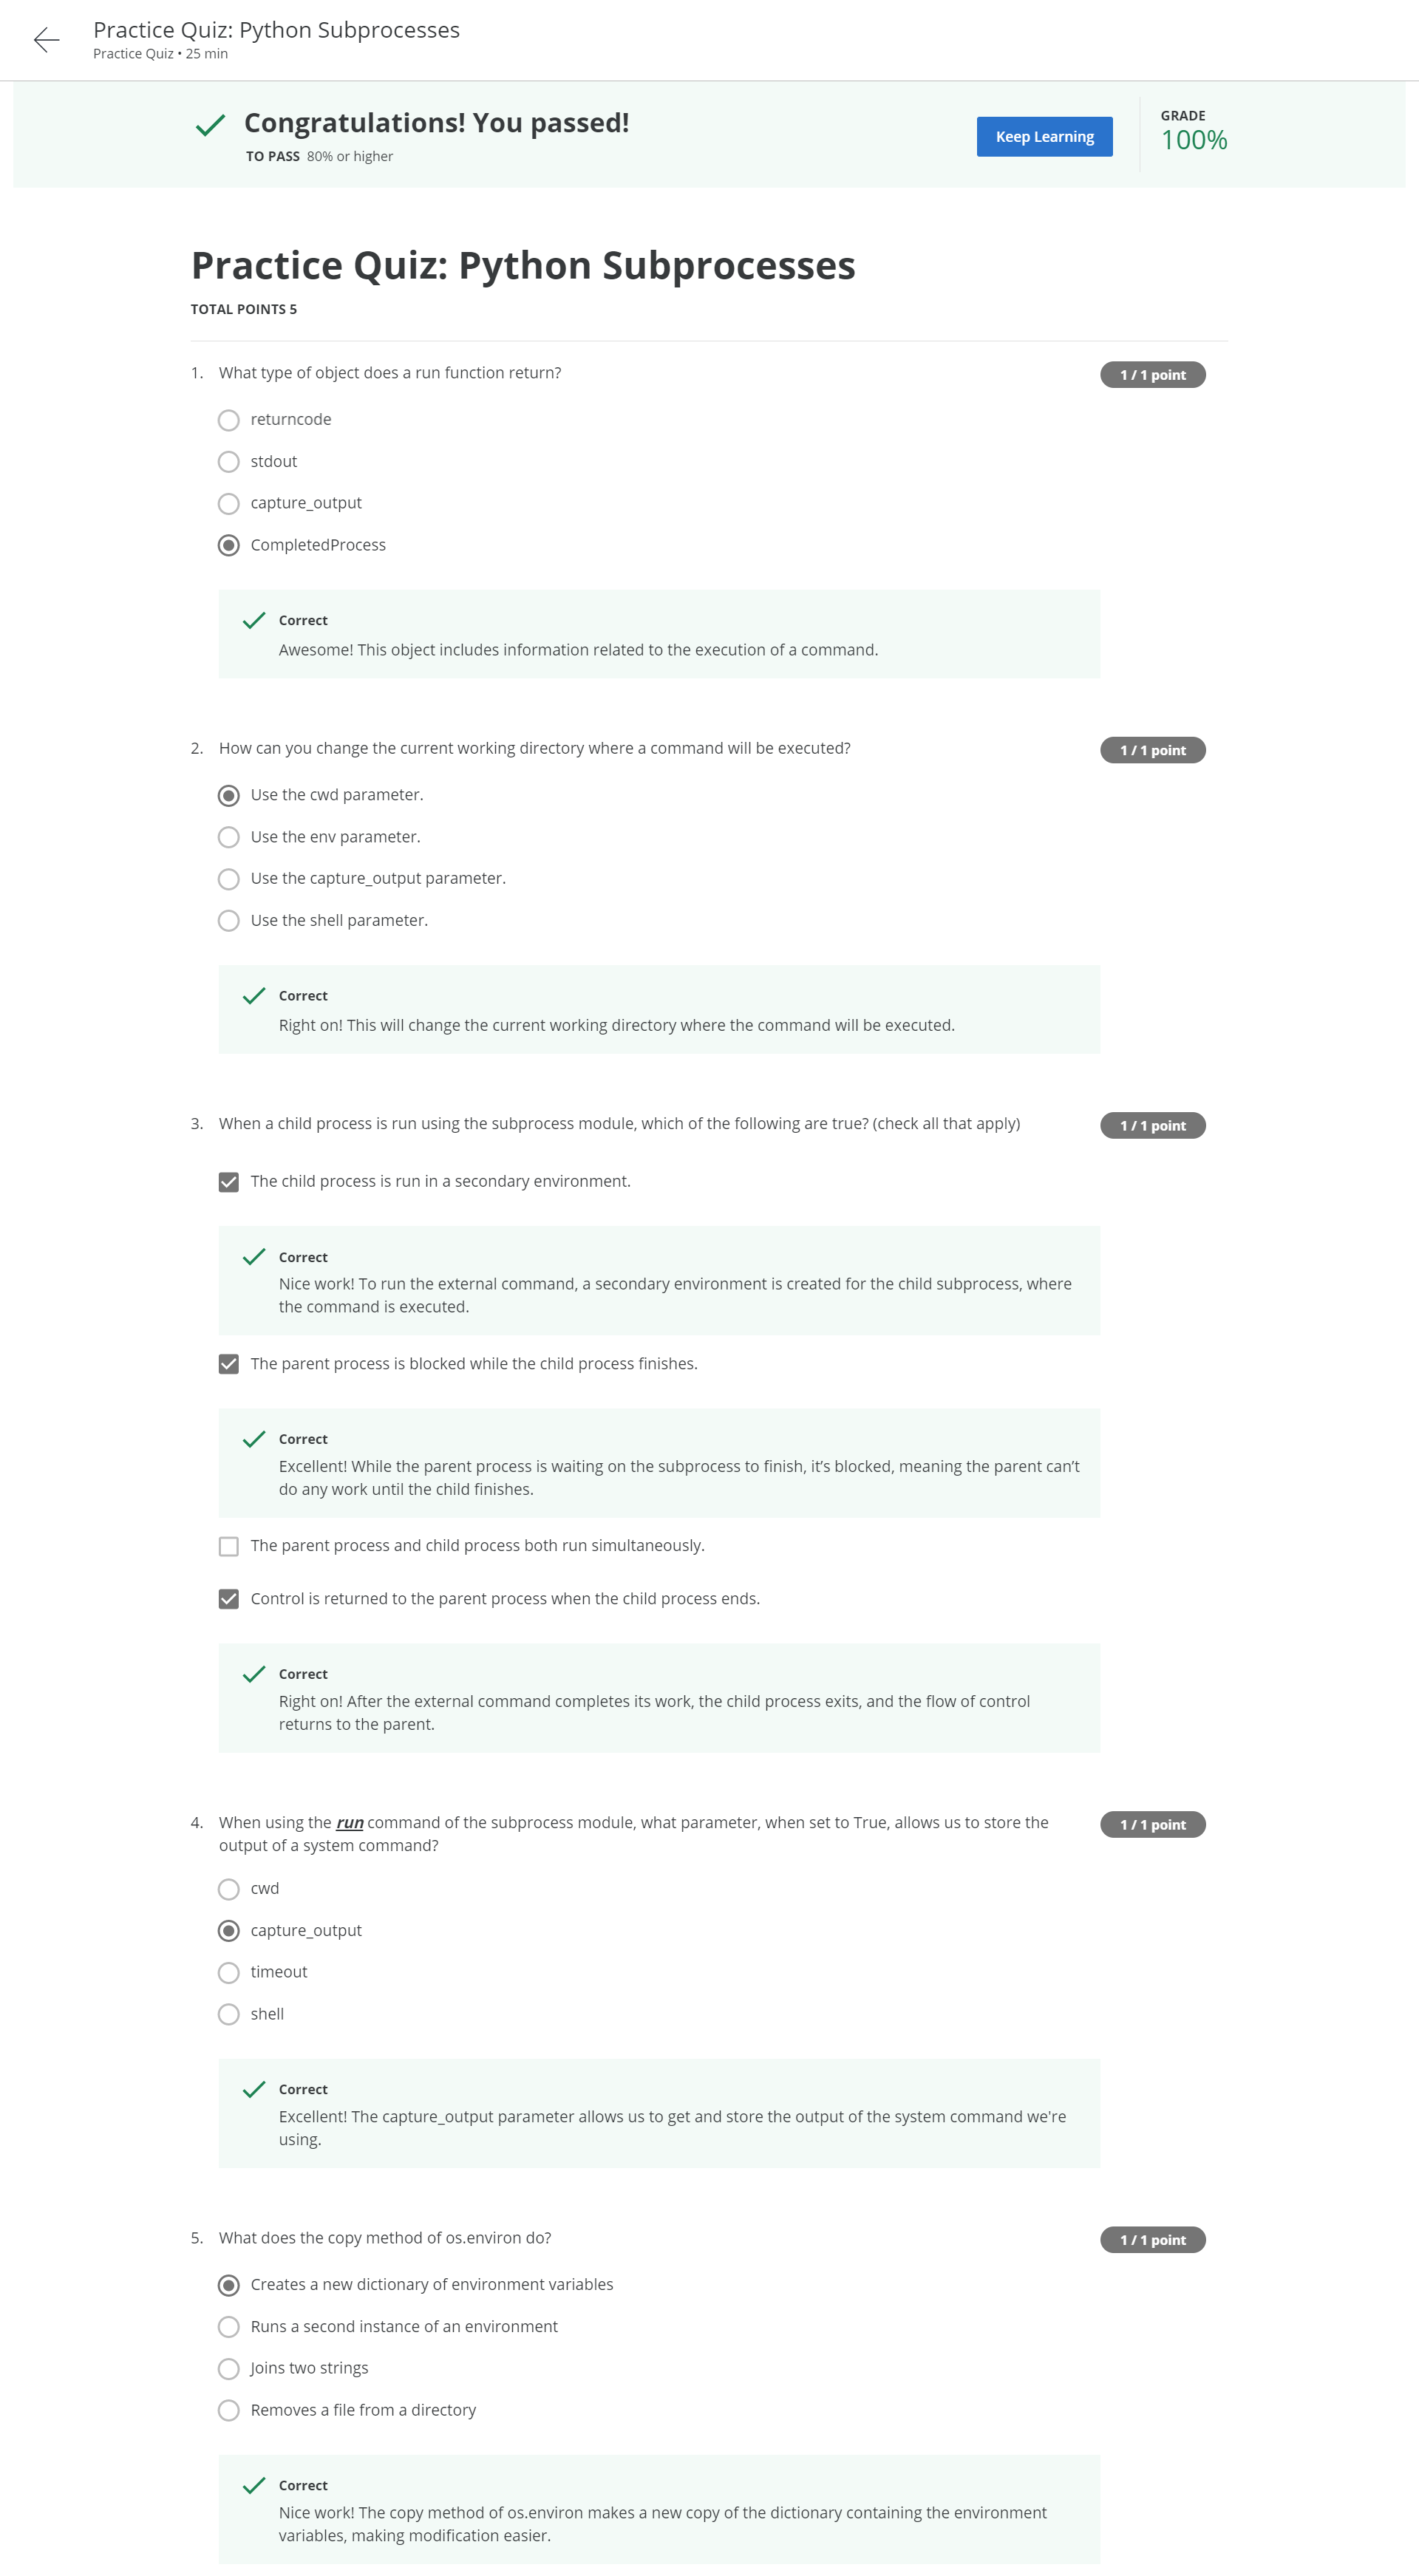 Practice Quiz: Python Subprocesses
Practice Quiz • 25 min
Congratulations! You passed!
TO PASS 80% or higher
Keep Learning
GRADE
100%
Practice Quiz: Python Subprocesses
TOTAL POINTS 5
1. What type of object does a run function return?
1 / 1 point
returncode
stdout
capture_output
CompletedProcess
Correct
Awesome! This object includes information related to the execution of a command.
2. How can you change the current working directory where a command will be executed?
1 / 1 point
Use the cwd parameter.
Use the env parameter.
Use the capture_output parameter.
Use the shell parameter.
Correct
Right on! This will change the current working directory where the command will be executed.
3. When a child process is run using the subprocess module, which of the following are true? (check all that apply)
1 / 1 point
The child process is run in a secondary environment.
Correct
Nice work! To run the external command, a secondary environment is created for the child subprocess, where
the command is executed.
The parent process is blocked while the child process finishes.
Correct
Excellent! While the parent process is waiting on the subprocess to finish, it’s blocked, meaning the parent can’t
do any work until the child finishes.
The parent process and child process both run simultaneously.
Control is returned to the parent process when the child process ends.
Correct
Right on! After the external command completes its work, the child process exits, and the flow of control
returns to the parent.
4. When using the run command of the subprocess module, what parameter, when set to True, allows us to store the
output of a system command?
1 / 1 point
cwd
capture_output
timeout
shell
Correct
Excellent! The capture_output parameter allows us to get and store the output of the system command we're
using.
5. What does the copy method of os.environ do?
1 / 1 point
Creates a new dictionary of environment variables
Runs a second instance of an environment
Joins two strings
Removes a file from a directory
Correct
Nice work! The copy method of os.environ makes a new copy of the dictionary containing the environment
variables, making modification easier.